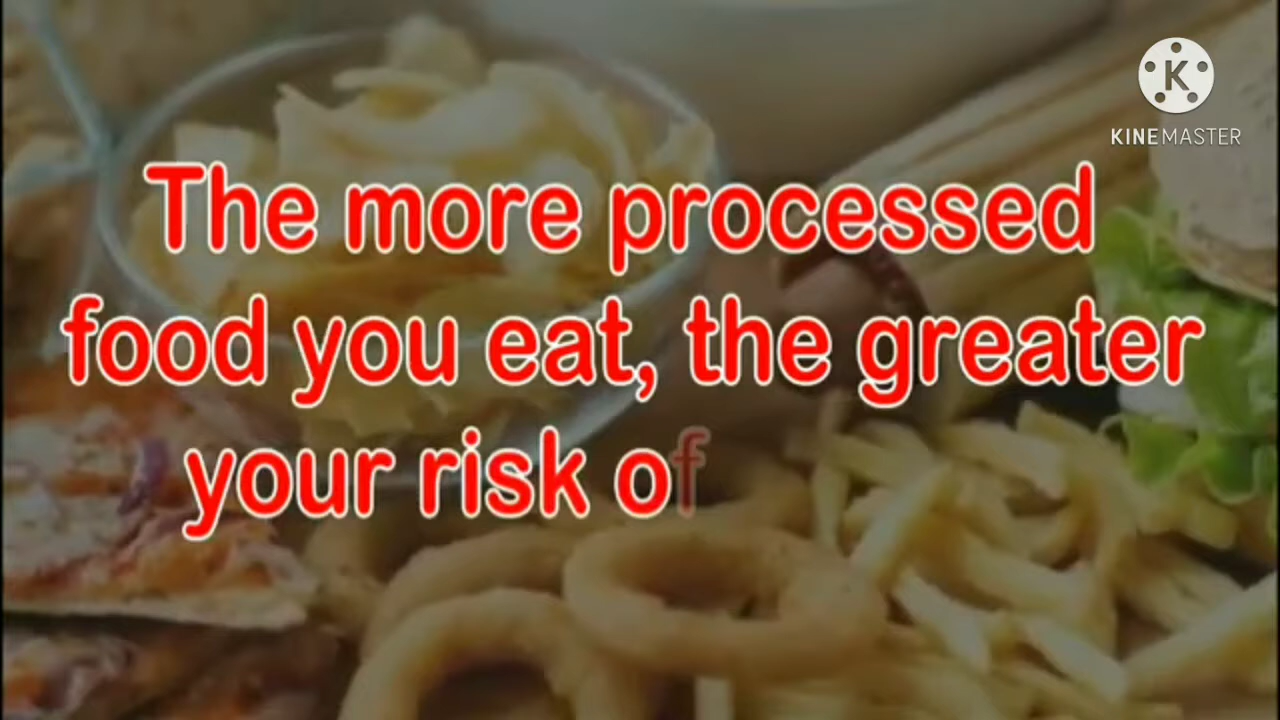 K
KINEMASTER
The more processed
food you eat, the greater
your risk of